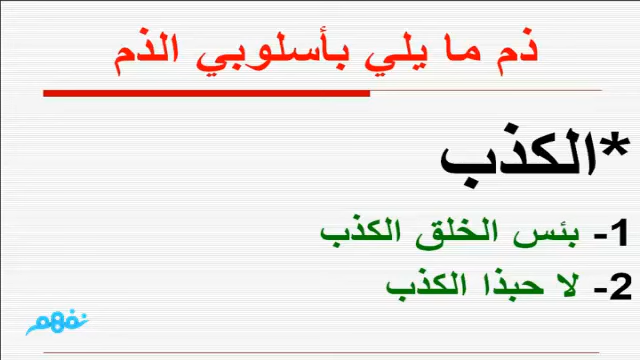 ذم ما يلي بأسلوبي الذم
*الكذب
1- بئس الخلق الكذب
2- لا حبذا الكذب
نفهم